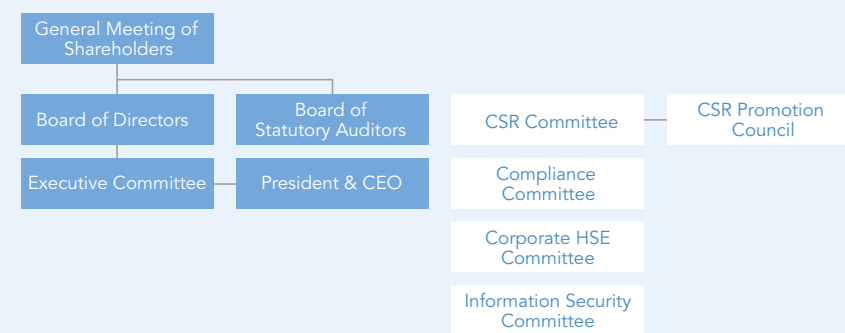 General Meeting of
Shareholders
Board of Directors
Board of
Statutory Auditors
CSR Committee
CSR Promotion
Council
Executive Committee
President & CEO
Compliance
Committee
Corporate HSE
Committee
Information Security
Committee